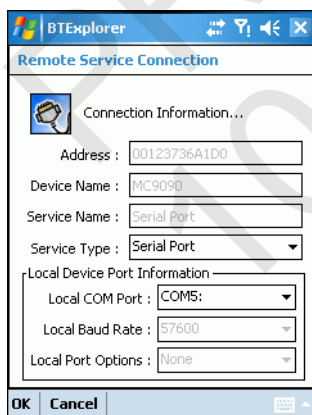 BTExplorer
Remote Service Connection
Connection Information...
Address : 00123736A1D0
Device Name : MC9090
Service Name : Serial Port
Service Type : Serial Port
Local Device Port Information
Local COM Port : COM5:
Local Baud Rate : 57600
Local Port Options : None
OK Cancel